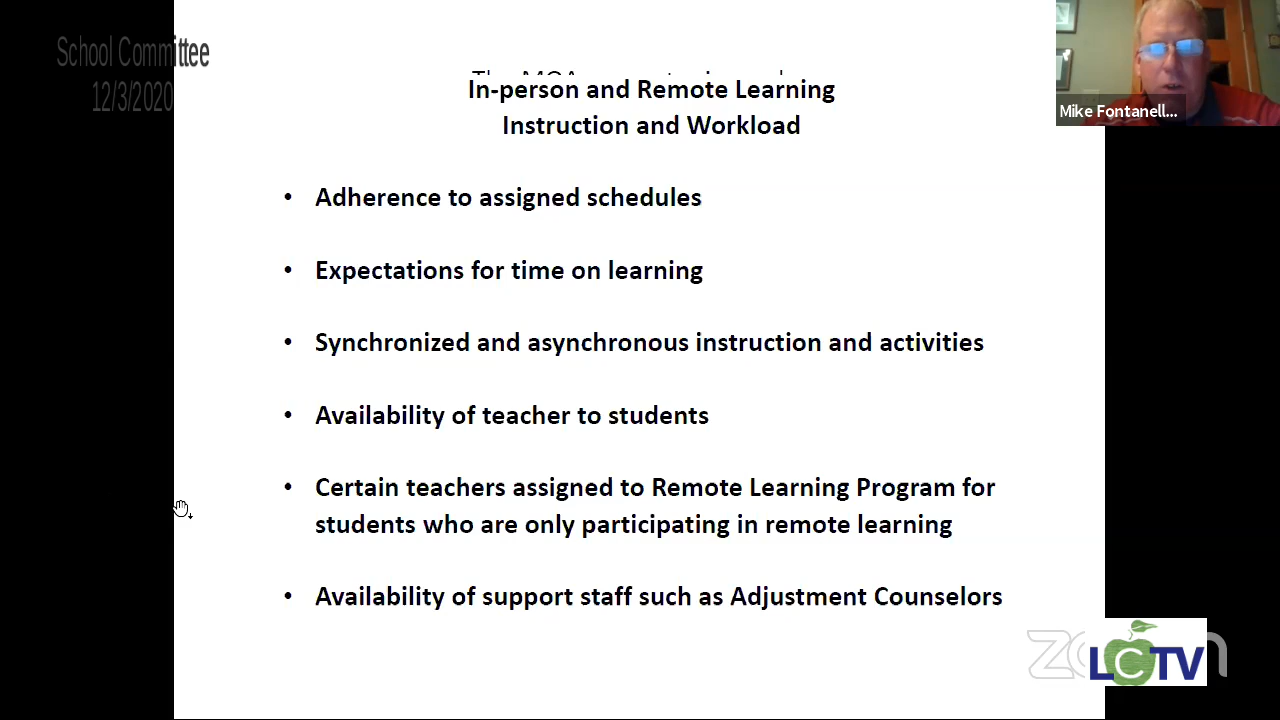 School Committee
12/3/2020
In-person and Remote Learning
Instruction and Workload
• Adherence to assigned schedules
• Expectations for time on learning
• Synchronized and asynchronous instruction and activities
• Availability of teacher to students
• Certain teachers assigned to Remote Learning Program for
students who are only participating in remote learning
• Availability of support staff such as Adjustment Counselors
Mike Fontanell...
LCTV